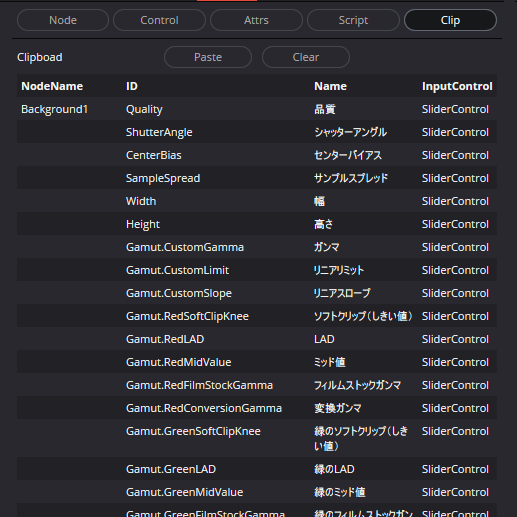 Node Control Attrs Script Clip
Clipboad Paste Clear
NodeName ID Name InputControl
Background1 Quality 品質 SliderControl
ShutterAngle シャッターアングル SliderControl
CenterBias センターバイアス SliderControl
SampleSpread サンプルスプレッド SliderControl
Width 幅 SliderControl
Height 高さ SliderControl
Gamut.CustomGamma ガンマ SliderControl
Gamut.CustomLimit リニアリミット SliderControl
Gamut.CustomSlope リニアスロープ SliderControl
Gamut.RedSoftClipKnee ソフトクリップ(しきい値) SliderControl
Gamut.RedLAD LAD SliderControl
Gamut.RedMidValue ミッド値 SliderControl
Gamut.RedFilmStockGamma フィルムストックガンマ SliderControl
Gamut.RedConversionGamma 変換ガンマ SliderControl
Gamut.GreenSoftClipKnee 緑のソフトクリップ(しき SliderControl
い値)
Gamut.GreenLAD 緑のLAD SliderControl
Gamut.GreenMidValue 緑のミッド値 SliderControl
Gamut.GreenFilmStockGamma 緑のフィルムストックガン SliderControl